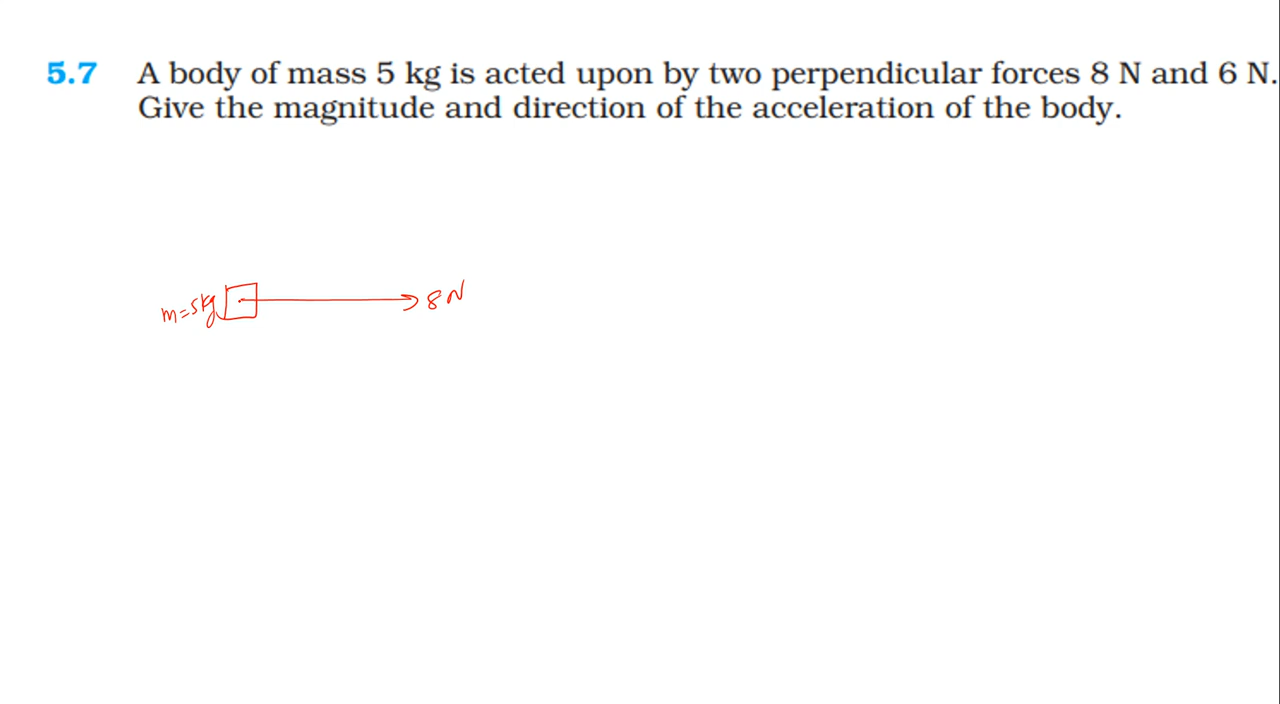 5.7 A body of mass 5 kg is acted upon by two perpendicular forces 8 N and 6 N.
Give the magnitude and direction of the acceleration of the body.
m=5kg 8N